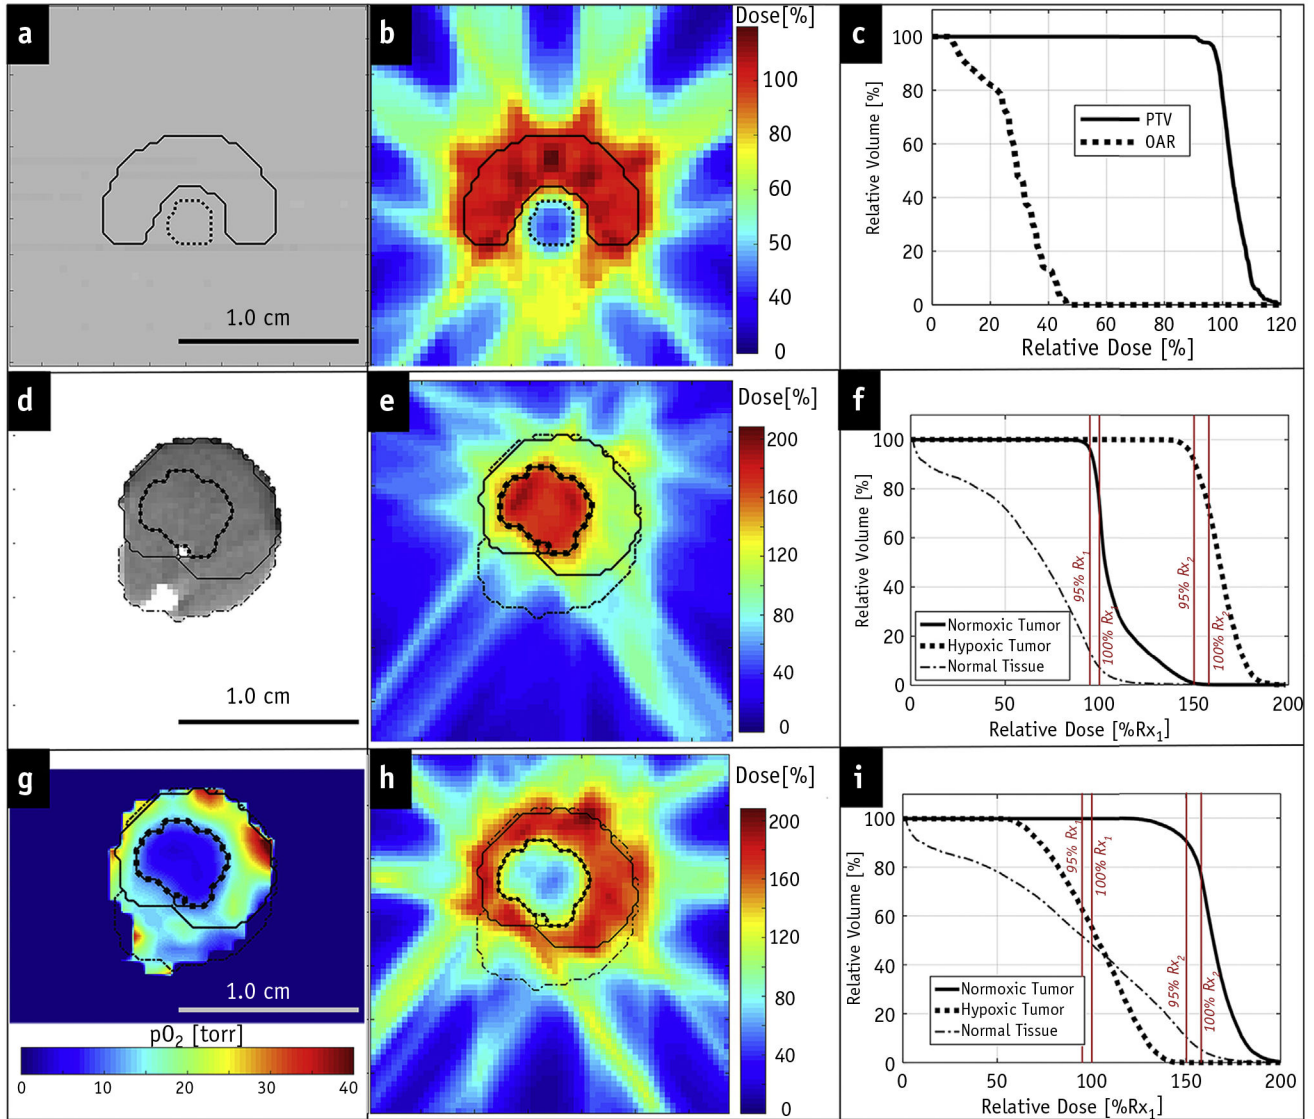 a
1.0 cm
b
Dose[%]
100
80
60
50
40
0
c
Relative Volume [%]
100
80
60
40
20
0
PTV
OAR
0 20 40 60 80 100 120
Relative Dose [%]
d
1.0 cm
e
Dose[%]
200
160
120
80
40
0
f
Relative Volume [%]
100
80
60
40
20
0
95% Rx₁
100% Rx₁
95% Rx₂
100% Rx₂
Normoxic Tumor
Hypoxic Tumor
Normal Tissue
0 50 100 150 200
Relative Dose [%Rx₁]
g
1.0 cm
pO₂ [torr]
0 10 20 30 40
h
Dose[%]
200
160
120
80
40
0
i
Relative Volume [%]
100
80
60
40
20
0
95% Rx₁
100% Rx₁
95% Rx₂
100% Rx₂
Normoxic Tumor
Hypoxic Tumor
Normal Tissue
0 50 100 150 200
Relative Dose [%Rx₁]